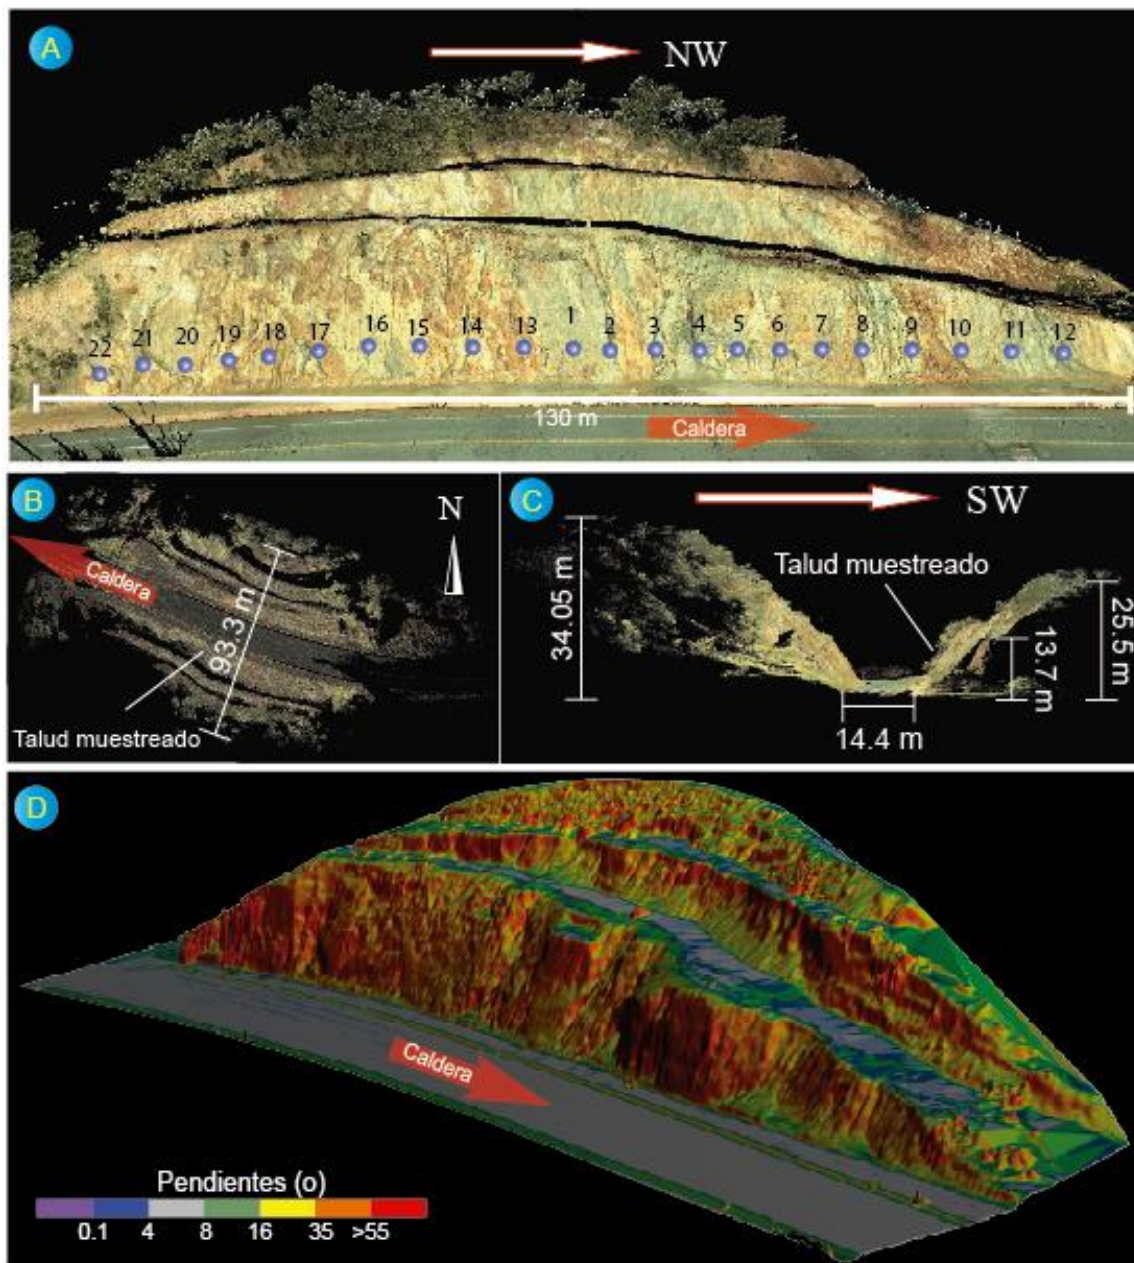 A
NW
22 21 20 19 18 17 16 15 14 13 1 2 3 4 5 6 7 8 9 10 11 12
130 m
Caldera
B
N
Caldera
93.3 m
Talud muestreado
C
SW
Talud muestreado
34.05 m
13.7 m
25.5 m
14.4 m
D
Caldera
Pendientes (o)
0.1 4 8 16 35 >55